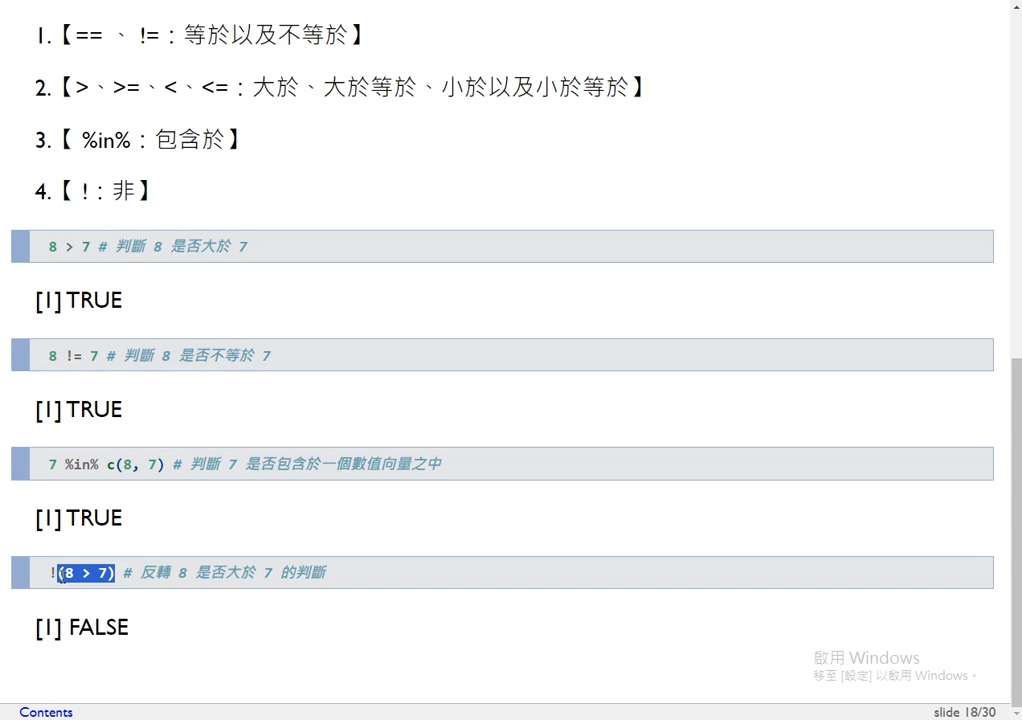 1.【== 、 != : 等於以及不等於】
2.【>、>=、<、<= : 大於、大於等於、小於以及小於等於】
3.【 %in% : 包含於】
4.【 ! : 非】
8 > 7 # 判斷 8 是否大於 7
[1] TRUE
8 != 7 # 判斷 8 是否不等於 7
[1] TRUE
7 %in% c(8, 7) # 判斷 7 是否包含於一個數值向量之中
[1] TRUE
!(8 > 7) # 反轉 8 是否大於 7 的判斷
[1] FALSE
啟用 Windows
移至 [設定] 以啟用 Windows。
Contents
slide 18/30